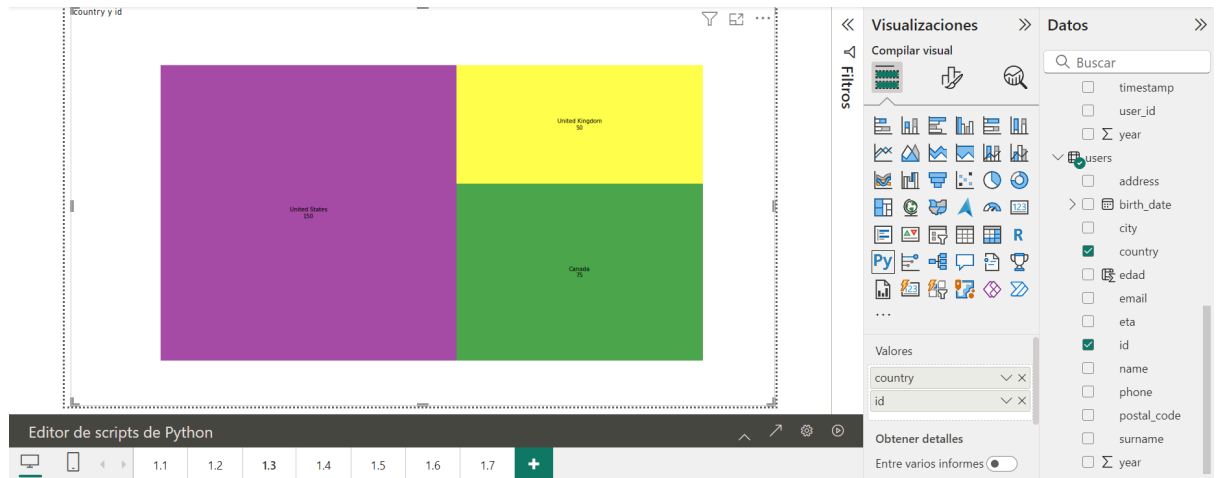 country y id
United States
150
United Kingdom
50
Canada
75
Filtros
Visualizaciones
Compilar visual
123
R
Py
123
...
Valores
country
id
Obtener detalles
Entre varios informes
Datos
Buscar
timestamp
user_id
year
users
address
birth_date
city
country
edad
email
eta
id
name
phone
postal_code
surname
year
Editor de scripts de Python
1.1
1.2
1.3
1.4
1.5
1.6
1.7